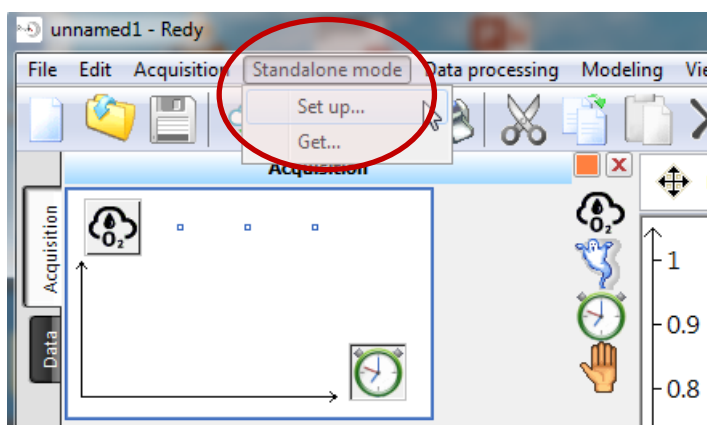 unnamed1 - Redy
File Edit Acquisition Standalone mode Data processing Modeling
Set up...
Get...
Acquisition
Acquisition
Data
O2
O2
1
0.9
0.8